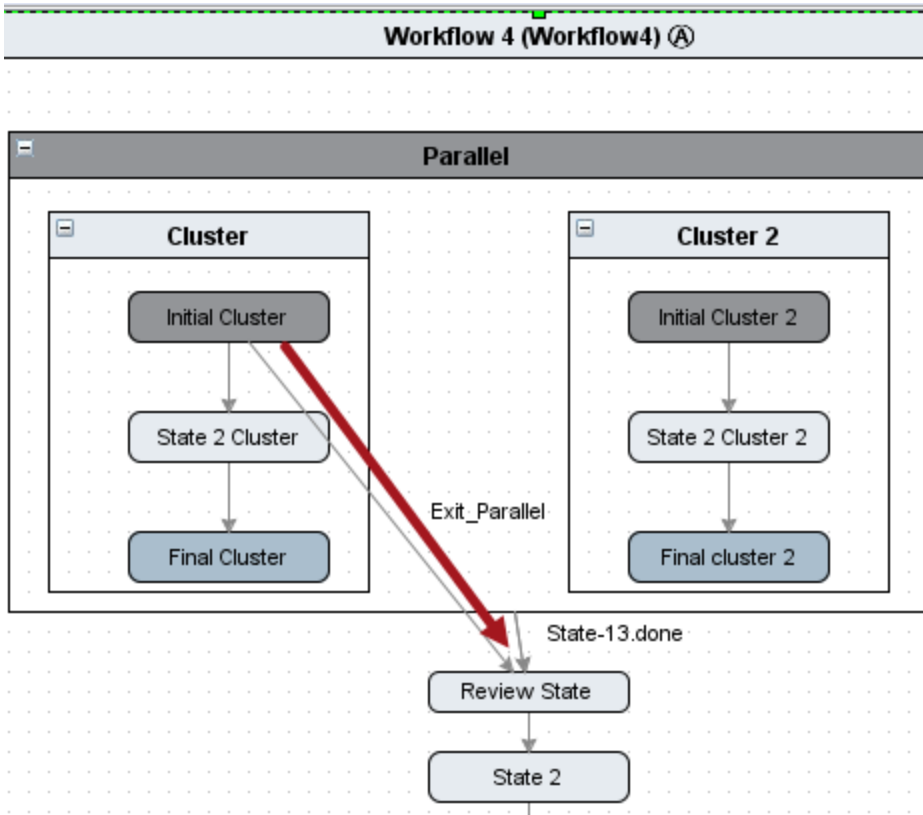 Workflow 4 (Workflow4) Ⓐ
Parallel
Cluster
Cluster 2
Initial Cluster
Initial Cluster 2
State 2 Cluster
State 2 Cluster 2
Exit_Parallel
Final Cluster
Final cluster 2
State-13.done
Review State
State 2